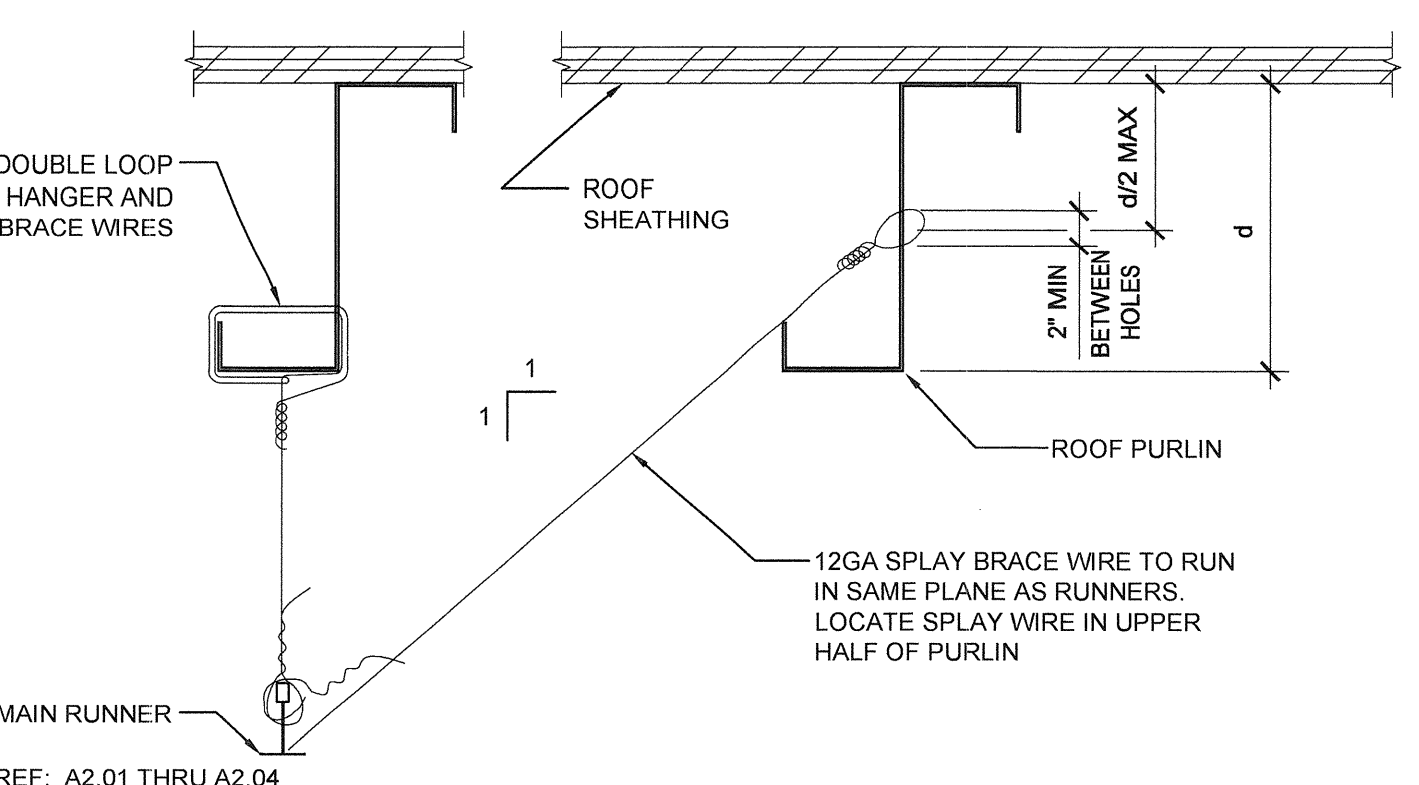 DOUBLE LOOP
HANGER AND
BRACE WIRES
ROOF
SHEATHING
d/2 MAX
d
2" MIN
BETWEEN
HOLES
1
1
ROOF PURLIN
12GA SPLAY BRACE WIRE TO RUN
IN SAME PLANE AS RUNNERS.
LOCATE SPLAY WIRE IN UPPER
HALF OF PURLIN
MAIN RUNNER
REF: A2.01 THRU A2.04